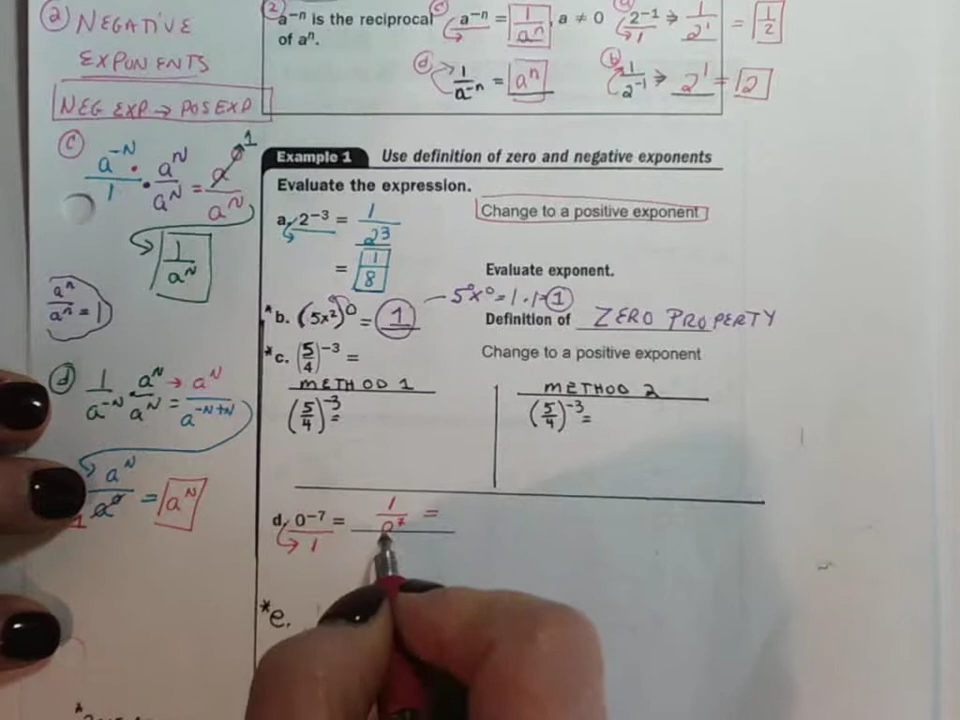 ② NEGATIVE
EXPONENTS
NEG EXP → POS EXP
② a⁻ⁿ is the reciprocal
of aⁿ.
ⓒ a⁻ⁿ = 1/aⁿ, a ≠ 0
ⓓ 1/a⁻ⁿ = aⁿ
ⓐ 2⁻¹/1 ⇒ 1/2¹ = 1/2
ⓑ 1/2⁻¹ ⇒ 2¹ = 2
ⓒ a⁻ᴺ/1 • aᴺ/aᴺ = a⁰/aᴺ 1
1/aᴺ
aⁿ/aⁿ = 1
ⓓ 1/a⁻ᴺ • aᴺ/aᴺ = → aᴺ/a⁻ᴺ⁺ᴺ
aᴺ/a⁰ = aᴺ
1
Example 1 Use definition of zero and negative exponents
Evaluate the expression.
a. 2⁻³ = 1/2³
Change to a positive exponent
= 1/8
Evaluate exponent.
*b. (5x²)⁰ = 1
5⁰x⁰ = 1 · 1 = 1
Definition of ZERO PROPERTY
*c. (5/4)⁻³ =
Change to a positive exponent
METHOD 1
(5/4)⁻³ =
METHOD 2
(5/4)⁻³ =
d. 0⁻⁷/1 = 1/0⁷ =
*e.